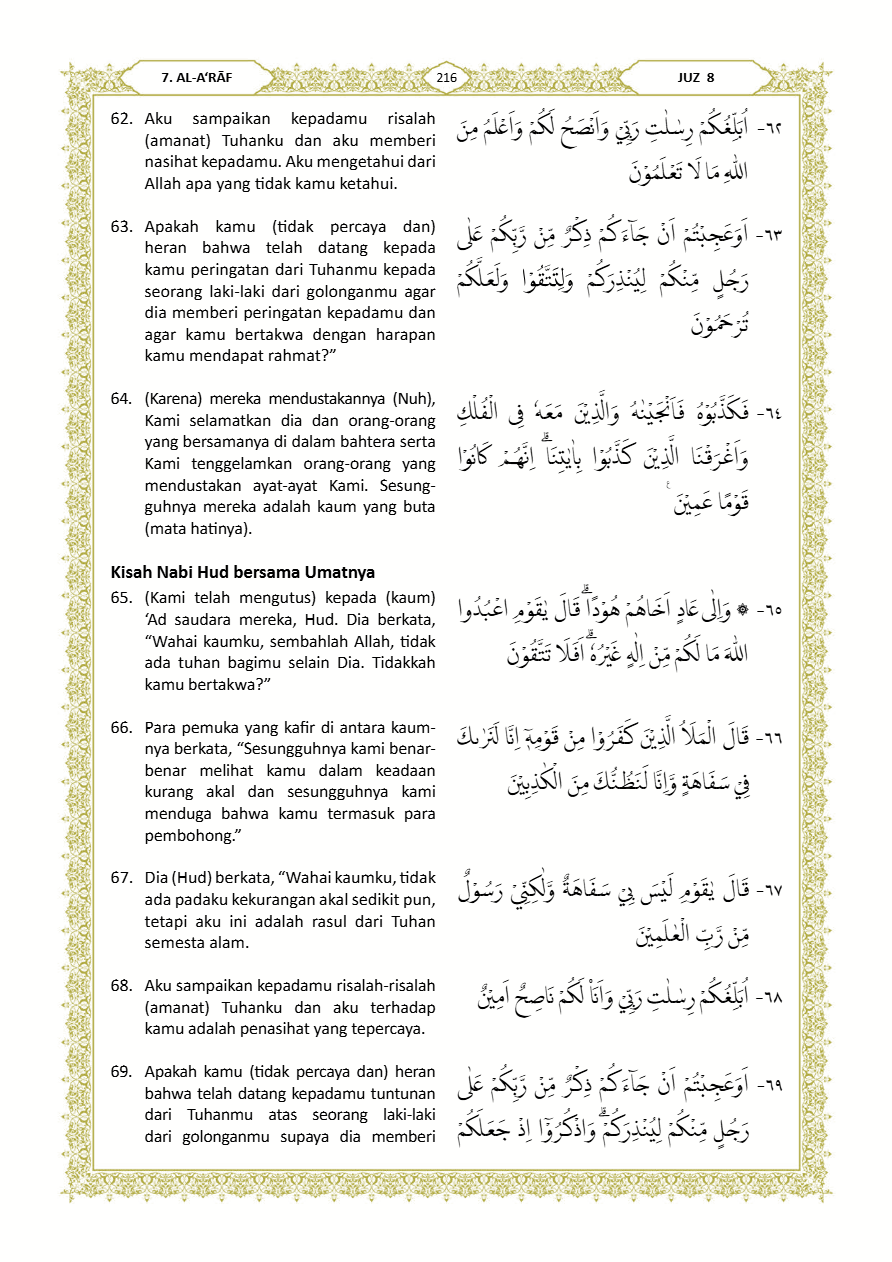 7. AL-A‘RĀF
216
JUZ 8
62. Aku sampaikan kepadamu risalah
(amanat) Tuhanku dan aku memberi
nasihat kepadamu. Aku mengetahui dari
Allah apa yang tidak kamu ketahui.
٦٢- اُبَلِّغُكُمْ رِسٰلٰتِ رَبِّيْ وَاَنْصَحُ لَكُمْ وَاَعْلَمُ مِنَ
اللّٰهِ مَا لَا تَعْلَمُوْنَ
63. Apakah kamu (tidak percaya dan)
heran bahwa telah datang kepada
kamu peringatan dari Tuhanmu kepada
seorang laki-laki dari golonganmu agar
dia memberi peringatan kepadamu dan
agar kamu bertakwa dengan harapan
kamu mendapat rahmat?”
٦٣- اَوَعَجِبْتُمْ اَنْ جَاۤءَكُمْ ذِكْرٌ مِّنْ رَّبِّكُمْ عَلٰى
رَجُلٍ مِّنْكُمْ لِيُنْذِرَكُمْ وَلِتَتَّقُوْا وَلَعَلَّكُمْ
تُرْحَمُوْنَ
64. (Karena) mereka mendustakannya (Nuh),
Kami selamatkan dia dan orang-orang
yang bersamanya di dalam bahtera serta
Kami tenggelamkan orang-orang yang
mendustakan ayat-ayat Kami. Sesung-
guhnya mereka adalah kaum yang buta
(mata hatinya).
٦٤- فَكَذَّبُوْهُ فَاَنْجَيْنٰهُ وَالَّذِيْنَ مَعَهٗ فِى الْفُلْكِ
وَاَغْرَقْنَا الَّذِيْنَ كَذَّبُوْا بِاٰيٰتِنَاۗ اِنَّهُمْ كَانُوْا
قَوْمًا عَمِيْنَ ࣖ
Kisah Nabi Hud bersama Umatnya
65. (Kami telah mengutus) kepada (kaum)
‘Ad saudara mereka, Hud. Dia berkata,
“Wahai kaumku, sembahlah Allah, tidak
ada tuhan bagimu selain Dia. Tidakkah
kamu bertakwa?”
٦٥- ۞ وَاِلٰى عَادٍ اَخَاهُمْ هُوْدًاۗ قَالَ يٰقَوْمِ اعْبُدُوا
اللّٰهَ مَا لَكُمْ مِّنْ اِلٰهٍ غَيْرُهٗۗ اَفَلَا تَتَّقُوْنَ
66. Para pemuka yang kafir di antara kaum-
nya berkata, “Sesungguhnya kami benar-
benar melihat kamu dalam keadaan
kurang akal dan sesungguhnya kami
menduga bahwa kamu termasuk para
pembohong.”
٦٦- قَالَ الْمَلَاُ الَّذِيْنَ كَفَرُوْا مِنْ قَوْمِهٖٓ اِنَّا لَنَرٰىكَ
فِيْ سَفَاهَةٍ وَّاِنَّا لَنَظُنُّكَ مِنَ الْكٰذِبِيْنَ
67. Dia (Hud) berkata, “Wahai kaumku, tidak
ada padaku kekurangan akal sedikit pun,
tetapi aku ini adalah rasul dari Tuhan
semesta alam.
٦٧- قَالَ يٰقَوْمِ لَيْسَ بِيْ سَفَاهَةٌ وَّلٰكِنِّيْ رَسُوْلٌ
مِّنْ رَّبِّ الْعٰلَمِيْنَ
68. Aku sampaikan kepadamu risalah-risalah
(amanat) Tuhanku dan aku terhadap
kamu adalah penasihat yang tepercaya.
٦٨- اُبَلِّغُكُمْ رِسٰلٰتِ رَبِّيْ وَاَنَا۠ لَكُمْ نَاصِحٌ اَمِيْنٌ
69. Apakah kamu (tidak percaya dan) heran
bahwa telah datang kepadamu tuntunan
dari Tuhanmu atas seorang laki-laki
dari golonganmu supaya dia memberi
٦٩- اَوَعَجِبْتُمْ اَنْ جَاۤءَكُمْ ذِكْرٌ مِّنْ رَّبِّكُمْ عَلٰى
رَجُلٍ مِّنْكُمْ لِيُنْذِرَكُمْۗ وَاذْكُرُوْٓا اِذْ جَعَلَكُمْ